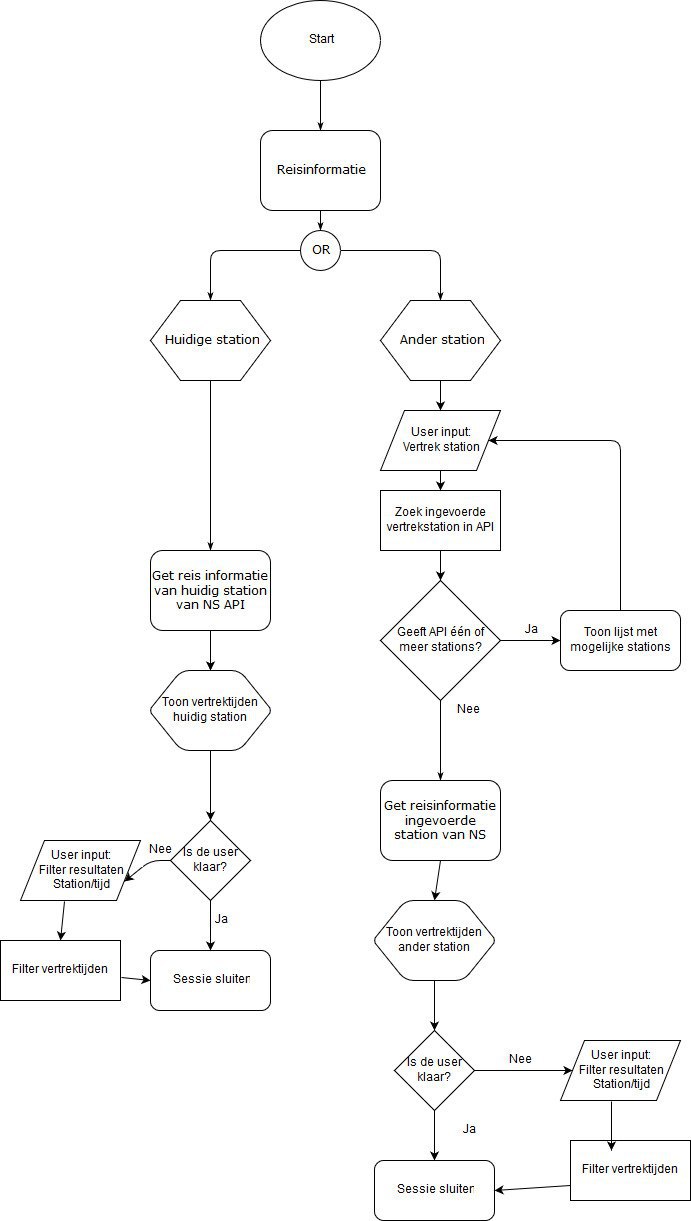 Start
Reisinformatie
OR
Huidige station
Ander station
User input:
Vertrek station
Zoek ingevoerde
vertrekstation in API
Geeft API één of
meer stations?
Ja
Toon lijst met
mogelijke stations
Nee
Get reis informatie
van huidig station
van NS API
Toon vertrektijden
huidig station
Is de user
klaar?
Nee
User input:
Filter resultaten
Station/tijd
Filter vertrektijden
Ja
Sessie sluiten
Get reisinformatie
ingevoerde
station van NS
Toon vertrektijden
ander station
Is de user
klaar?
Nee
User input:
Filter resultaten
Station/tijd
Filter vertrektijden
Ja
Sessie sluiten